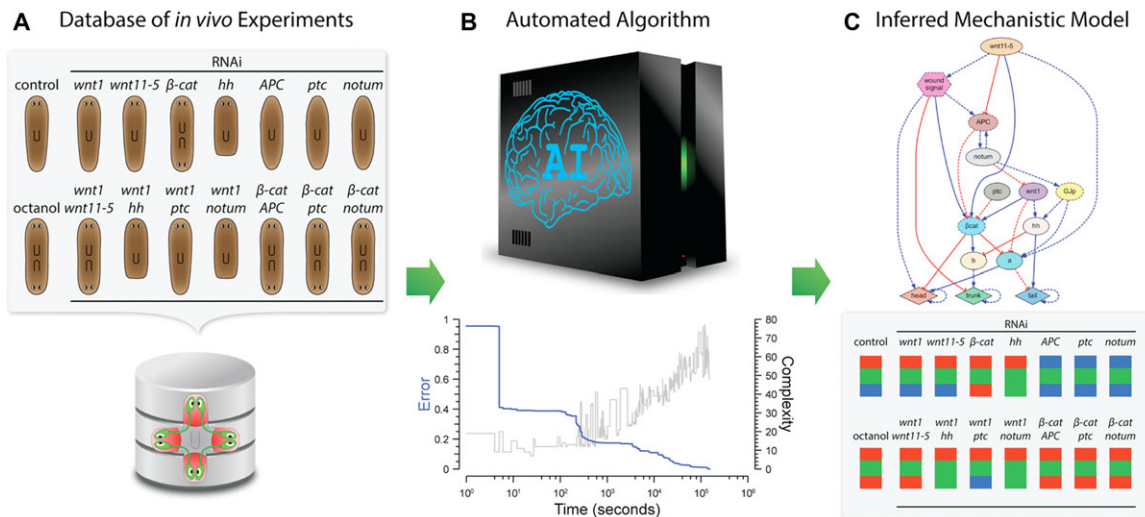 A Database of in vivo Experiments
RNAi
control wnt1 wnt11-5 β-cat hh APC ptc notum
wnt1 wnt1 wnt1 wnt1 β-cat β-cat β-cat
octanol wnt11-5 hh ptc notum APC ptc notum
B Automated Algorithm
AI
1
0.8
0.6
0.4
0.2
0
Error
80
70
60
50
40
30
20
10
0
Complexity
10⁰ 10¹ 10² 10³ 10⁴ 10⁵ 10⁶
Time (seconds)
C Inferred Mechanistic Model
wnt11-5
wound
signal
APC
notum
ptc wnt1 GJp
βcat hh
b a
head trunk tail
RNAi
control wnt1 wnt11-5 β-cat hh APC ptc notum
wnt1 wnt1 wnt1 wnt1 β-cat β-cat β-cat
octanol wnt11-5 hh ptc notum APC ptc notum